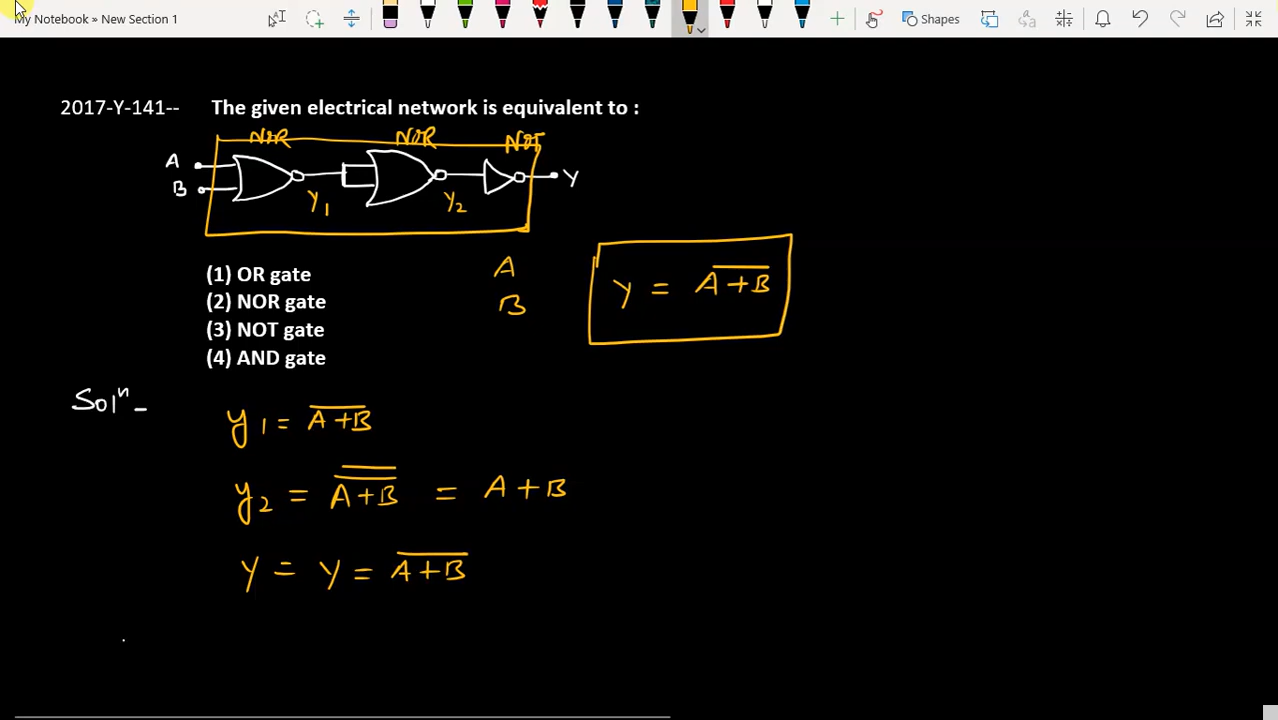 My Notebook » New Section 1
Shapes
2017-Y-141-- The given electrical network is equivalent to :
NOR NOR NOT
A
B
Y
Y1 Y2
(1) OR gate
(2) NOR gate
(3) NOT gate
(4) AND gate
A
B
y = A̅+̅B̅
Solⁿ -
y1 = A̅+̅B̅
y2 = A̿+̿B̿ = A+B
Y = Y = A̅+̅B̅